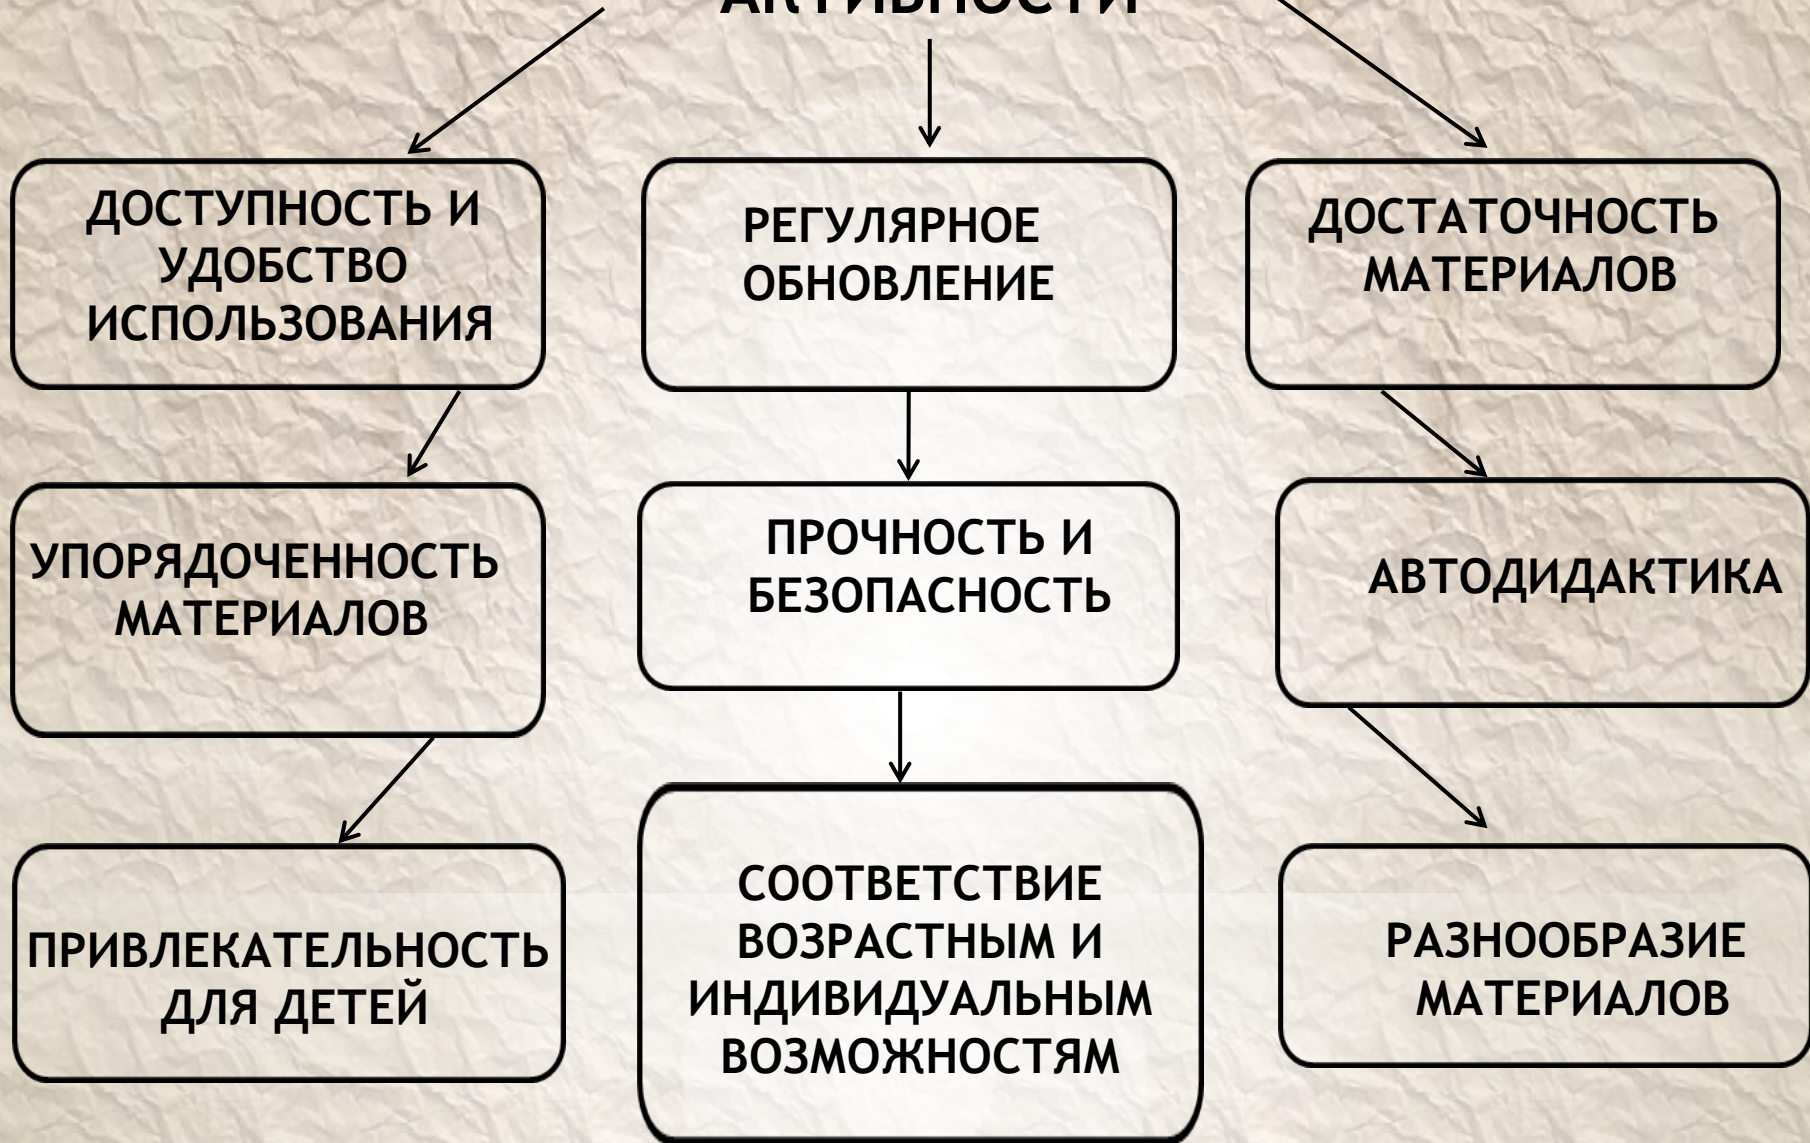 АКТИВНОСТИ
ДОСТУПНОСТЬ И
УДОБСТВО
ИСПОЛЬЗОВАНИЯ
РЕГУЛЯРНОЕ
ОБНОВЛЕНИЕ
ДОСТАТОЧНОСТЬ
МАТЕРИАЛОВ
УПОРЯДОЧЕННОСТЬ
МАТЕРИАЛОВ
ПРОЧНОСТЬ И
БЕЗОПАСНОСТЬ
АВТОДИДАКТИКА
ПРИВЛЕКАТЕЛЬНОСТЬ
ДЛЯ ДЕТЕЙ
СООТВЕТСТВИЕ
ВОЗРАСТНЫМ И
ИНДИВИДУАЛЬНЫМ
ВОЗМОЖНОСТЯМ
РАЗНООБРАЗИЕ
МАТЕРИАЛОВ